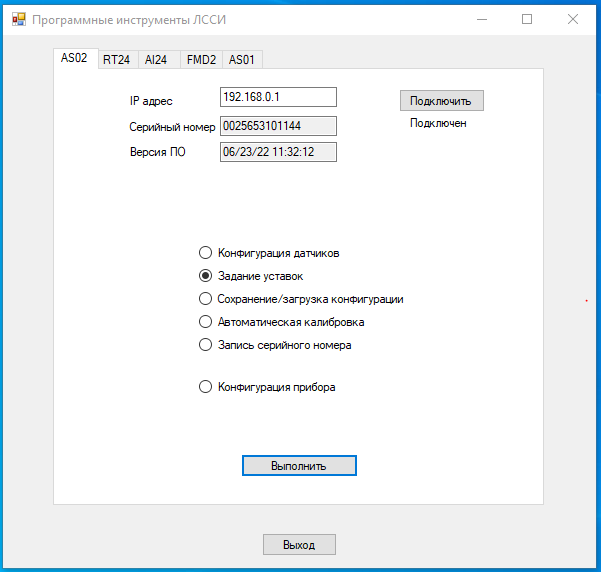 Программные инструменты ЛССИ
AS02 RT24 AI24 FMD2 AS01
IP адрес 192.168.0.1 Подключить
Серийный номер 0025653101144 Подключен
Версия ПО 06/23/22 11:32:12
Конфигурация датчиков
Задание уставок
Сохранение/загрузка конфигурации
Автоматическая калибровка
Запись серийного номера
Конфигурация прибора
Выполнить
Выход